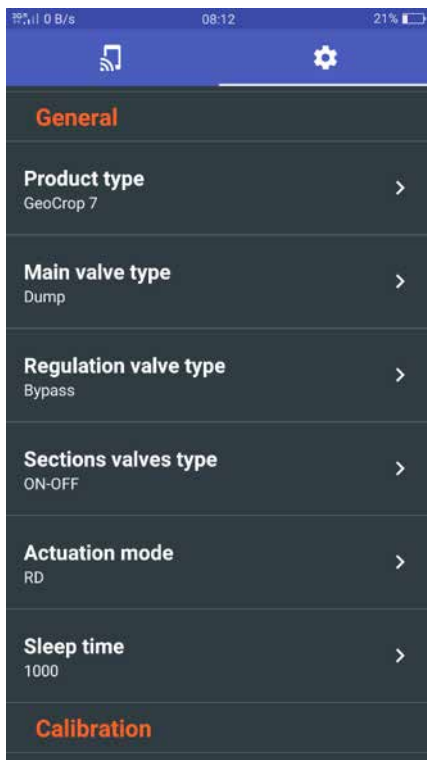 0 B/s 08:12 21%
General
Product type
GeoCrop 7
Main valve type
Dump
Regulation valve type
Bypass
Sections valves type
ON-OFF
Actuation mode
RD
Sleep time
1000
Calibration